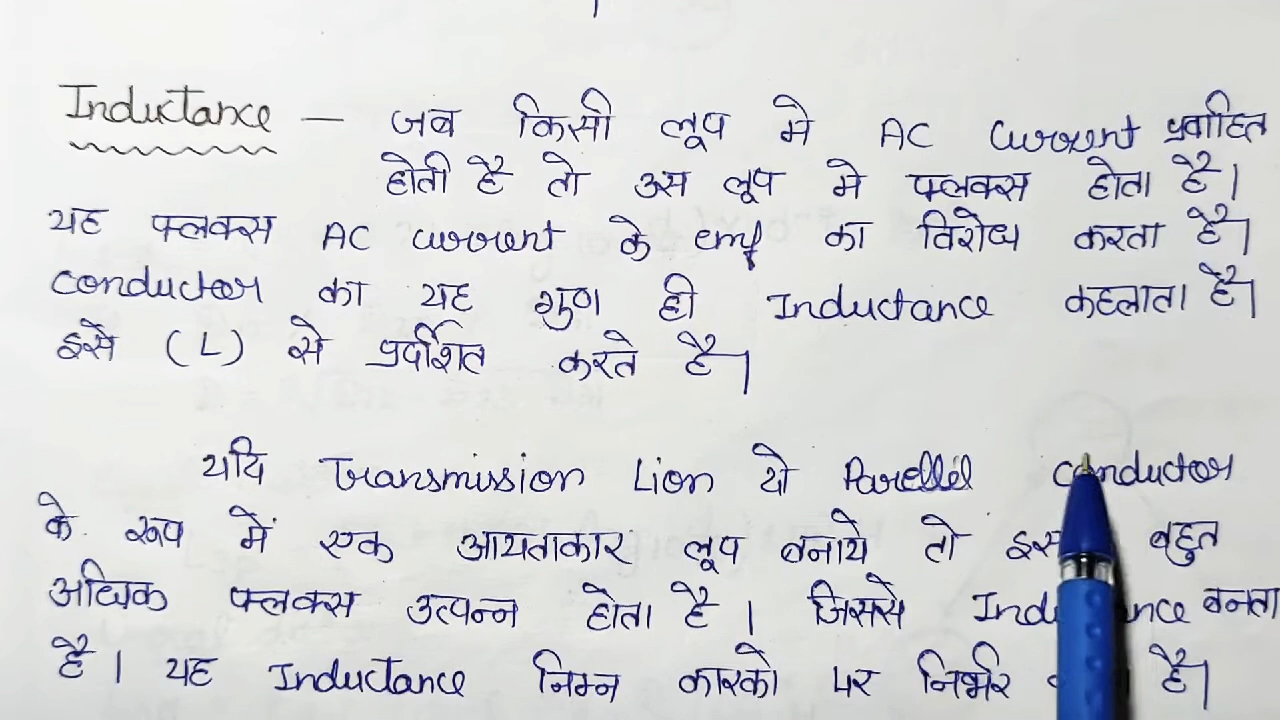 Inductance — जब किसी लूप मे AC Current प्रवाहित
होती है तो उस लूप मे फ्लक्स होता है।
यह फ्लक्स AC current के emf का विरोध करता है।
conductor का यह गुण ही Inductance कहलाता है।
इसे (L) से प्रर्दशित करते है।
यदि Transmission Lion दो Parellel conductor
के रूप में एक आयताकार लूप बनाये तो बहुत
अधिक फ्लक्स उत्पन्न होता है। जिससे Inductance बनता
है। यह Inductance निम्न कारको पर निर्भर है।